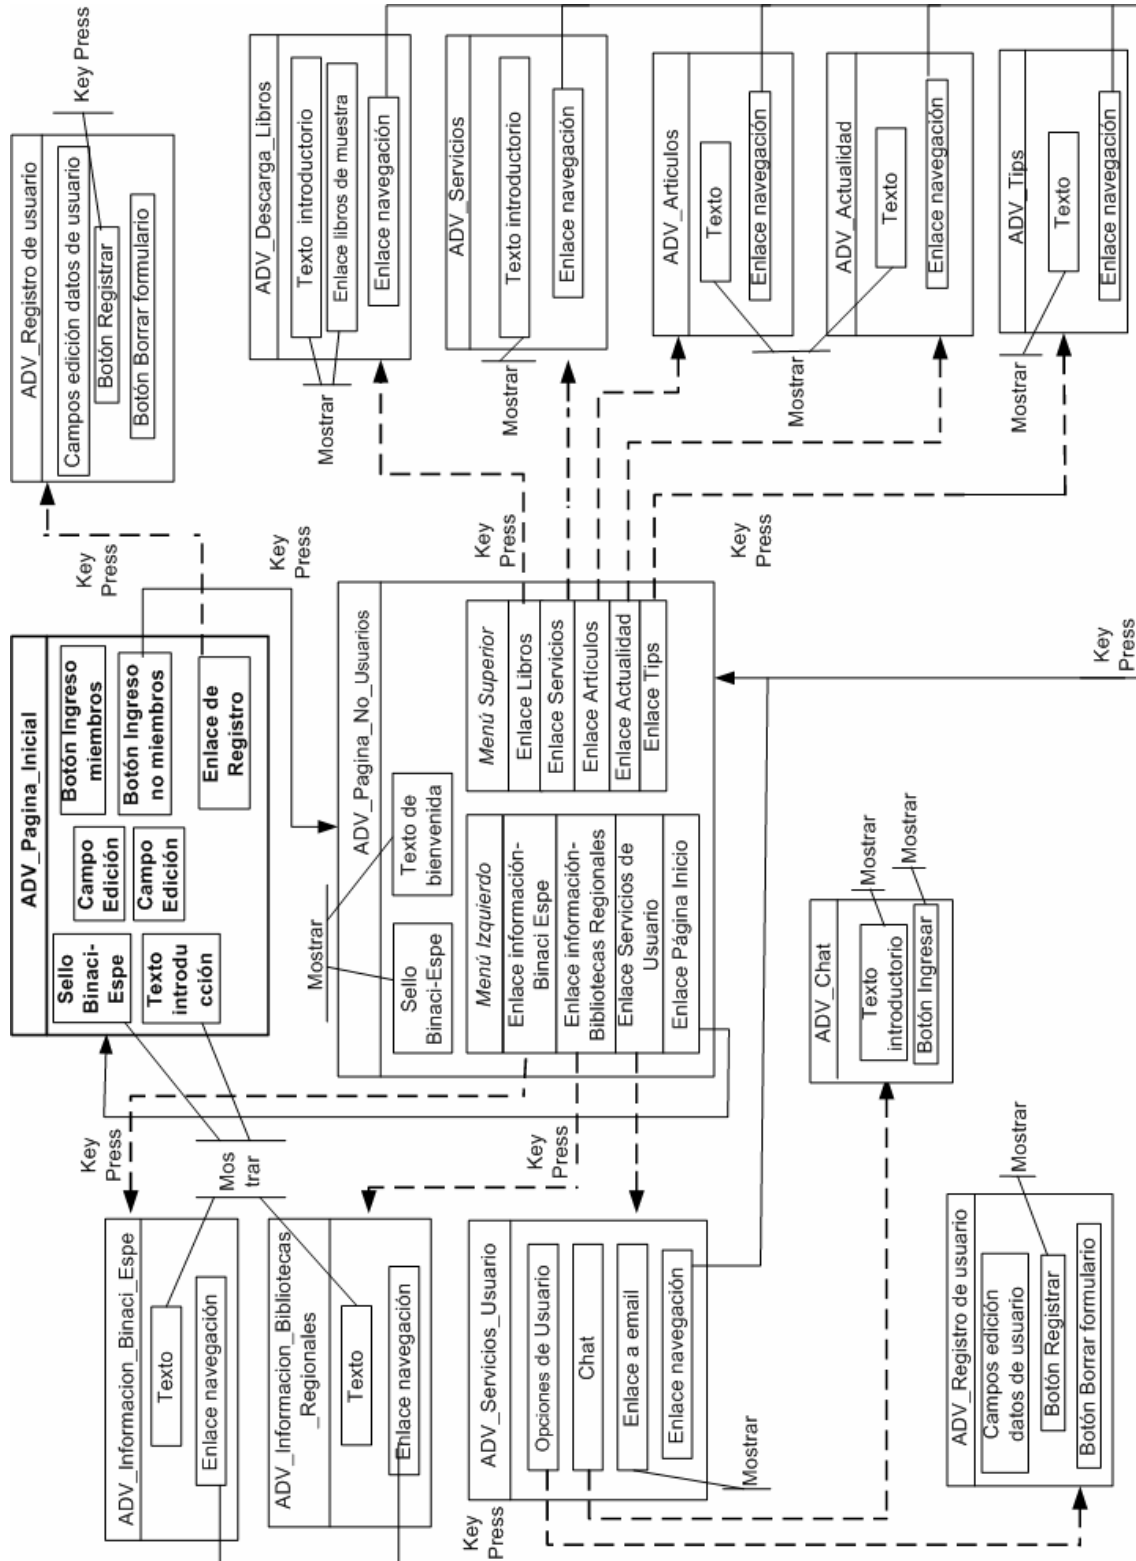 ADV_Pagina_Inicial
Sello
Binaci-
Espe
Texto
introdu
cción
Campo
Edición
Campo
Edición
Botón Ingreso
miembros
Botón Ingreso
no miembros
Enlace de
Registro
Key
Press
ADV_Registro de usuario
Campos edición datos de usuario
Botón Registrar
Botón Borrar formulario
Key Press
Key
Press
Mos
trar
Key
Press
ADV_Informacion_Binaci_Espe
Texto
Enlace navegación
ADV_Informacion_Bibliotecas
_Regionales
Texto
Enlace navegación
Mostrar
ADV_Pagina_No_Usuarios
Sello
Binaci-Espe
Texto de
bienvenida
Menú Izquierdo
Enlace información-
Binaci Espe
Enlace información-
Bibliotecas Regionales
Enlace Servicios de
Usuario
Enlace Página Inicio
Menú Superior
Enlace Libros
Enlace Servicios
Enlace Artículos
Enlace Actualidad
Enlace Tips
Key
Press
Key
Press
Key
Press
ADV_Descarga_Libros
Texto introductorio
Enlace libros de muestra
Enlace navegación
Mostrar
ADV_Servicios
Texto introductorio
Enlace navegación
Mostrar
ADV_Articulos
Texto
Enlace navegación
Mostrar
ADV_Actualidad
Texto
Enlace navegación
ADV_Tips
Texto
Enlace navegación
Mostrar
Key
Press
ADV_Servicios_Usuario
Opciones de Usuario
Chat
Enlace a email
Enlace navegación
Mostrar
Key
Press
ADV_Chat
Texto
introductorio
Botón Ingresar
Mostrar
Mostrar
ADV_Registro de usuario
Campos edición
datos de usuario
Botón Registrar
Botón Borrar formulario
Mostrar
Key
Press